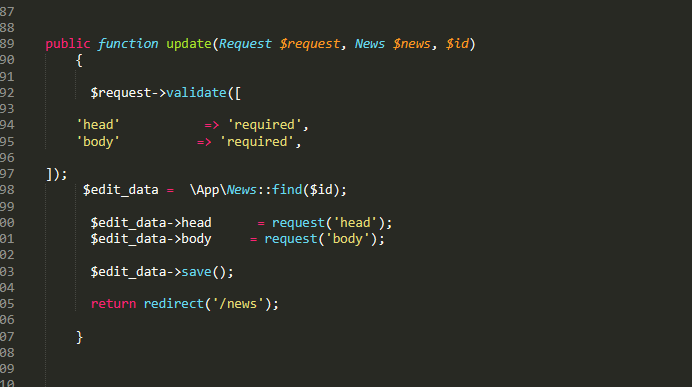 87
88
89 public function update(Request $request, News $news, $id)
90 {
91
92 $request->validate([
93
94 'head' => 'required',
95 'body' => 'required',
96
97 ]);
98 $edit_data = \App\News::find($id);
99
00 $edit_data->head = request('head');
01 $edit_data->body = request('body');
02
03 $edit_data->save();
04
05 return redirect('/news');
06
07 }
08
09
10